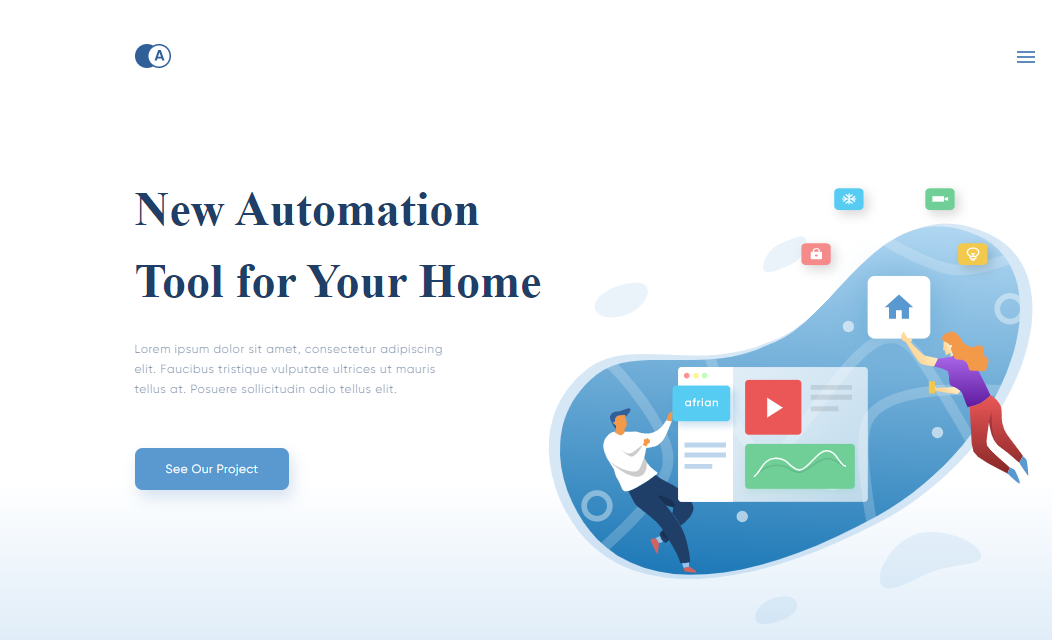 A
New Automation
Tool for Your Home
Lorem ipsum dolor sit amet, consectetur adipiscing
elit. Faucibus tristique vulputate ultrices ut mauris
tellus at. Posuere sollicitudin odio tellus elit.
afrian
See Our Project